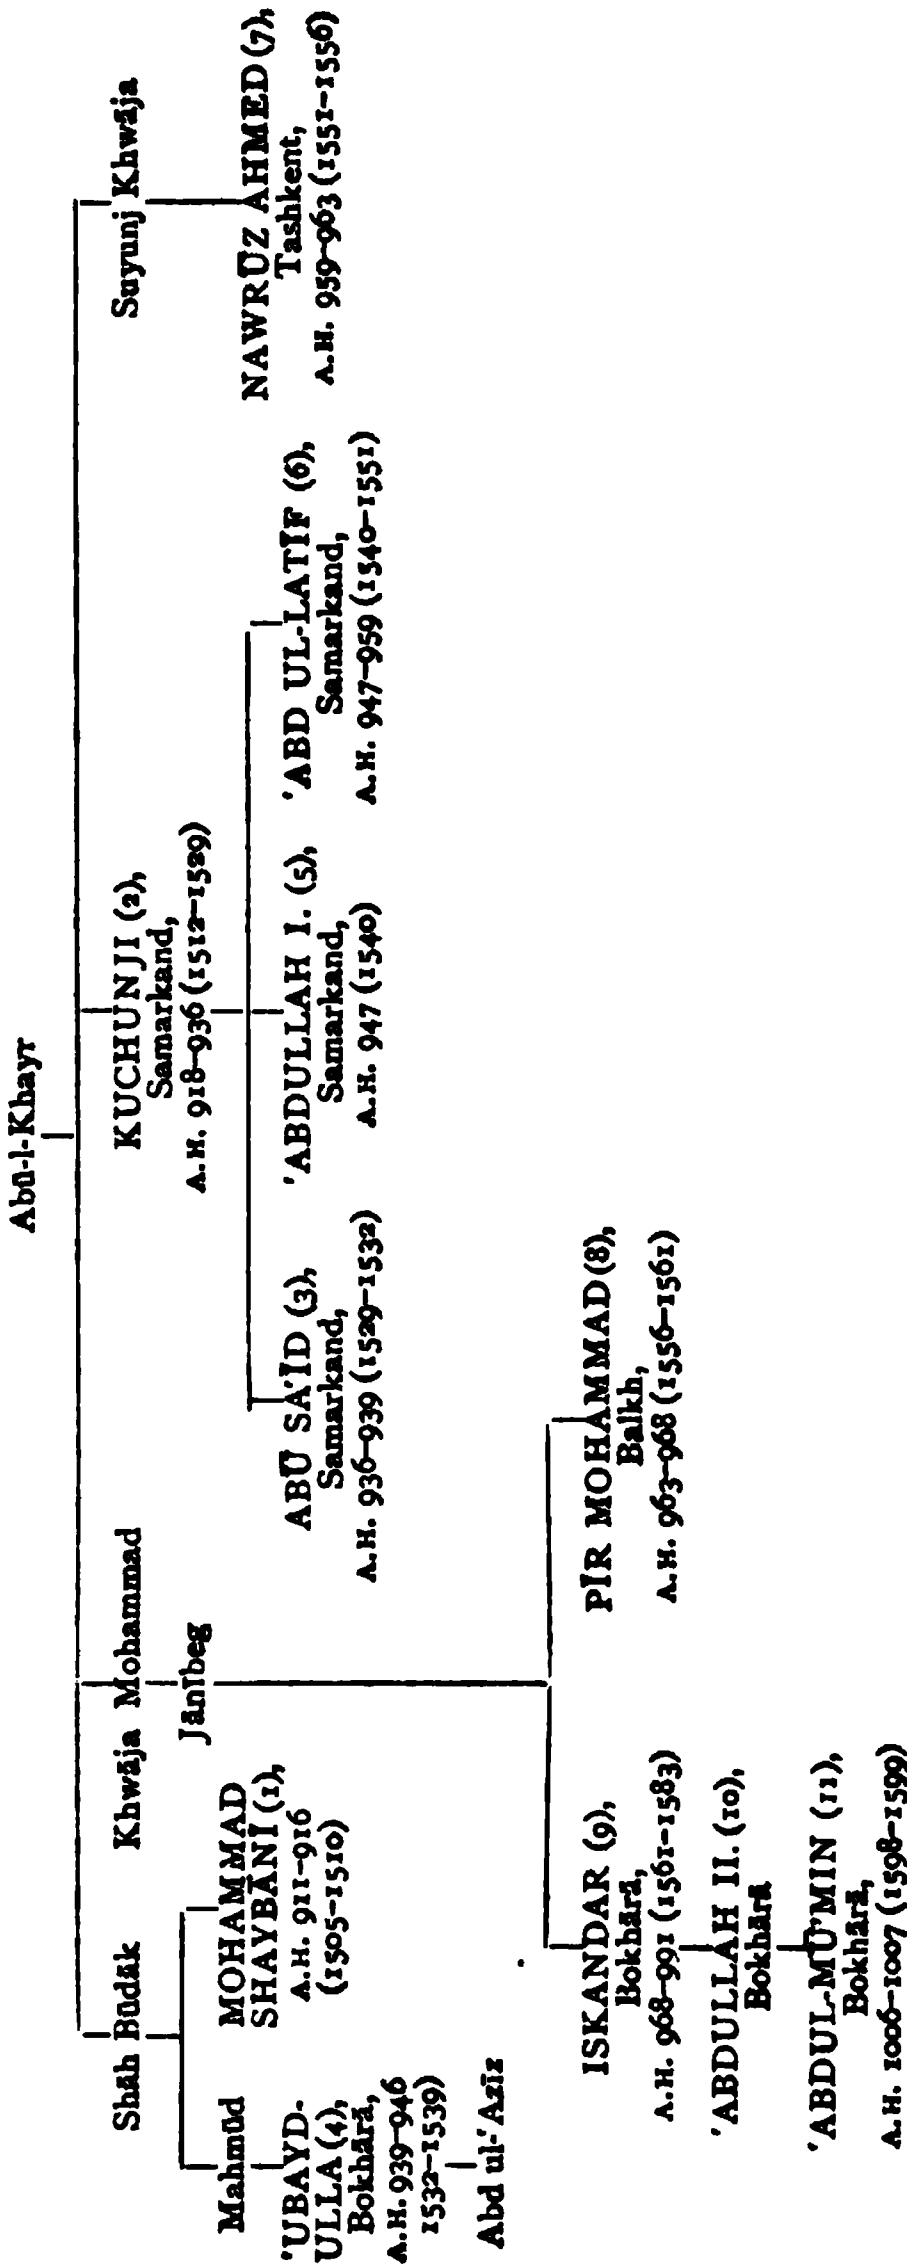 Abū-l-Khayr
Shāh Būdāk
Khwāja Mohammad
KUCHUNJI (2),
Samarkand,
A.H. 918–936 (1512–1529)
Suyunj Khwāja
Mahmūd
MOHAMMAD
SHAYBĀNĪ (1),
A.H. 911–916
(1505–1510)
Jānībeg
ABŪ SA'ĪD (3),
Samarkand,
A.H. 936–939 (1529–1532)
'ABDULLAH I. (5),
Samarkand,
A.H. 947 (1540)
'ABD UL-LATĪF (6),
Samarkand,
A.H. 947–959 (1540–1551)
NAWRŪZ AHMED (7),
Tashkent,
A.H. 959–963 (1551–1556)
'UBAYD-
ULLA (4),
Bokhārā,
A.H. 939–946
1532–1539)
Abd ul-'Azīz
ISKANDAR (9),
Bokhārā,
A.H. 968–991 (1561–1583)
PĪR MOHAMMAD (8),
Balkh,
A.H. 963–968 (1556–1561)
'ABDULLAH II. (10),
Bokhārā
'ABDUL-MŪ'MIN (11),
Bokhārā,
A.H. 1006–1007 (1598–1599)